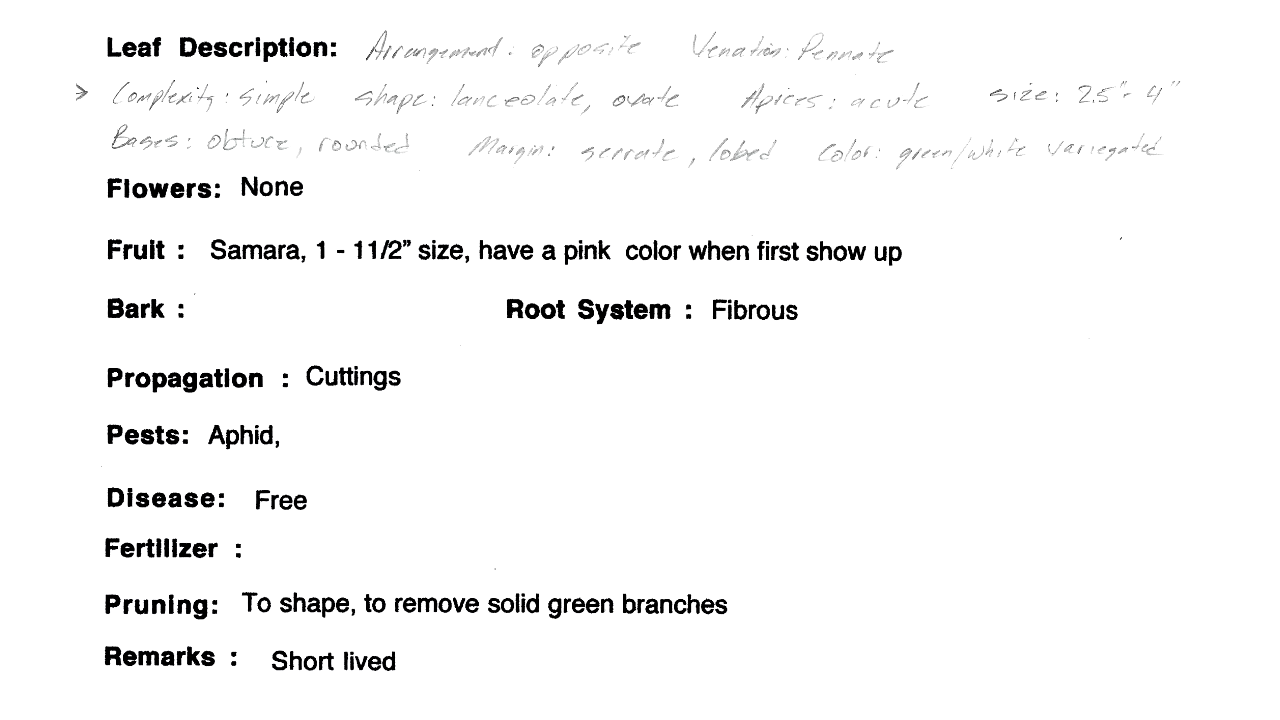 Leaf Description: Arrangement: opposite Venation: Pennate
> Complexity: simple shape: lanceolate, ovate Apices: acute size: 2.5"- 4"
Bases: obtuce, rounded Margin: serrate, lobed Color: green/white variegated
Flowers: None
Fruit : Samara, 1 - 11/2” size, have a pink color when first show up
Bark : Root System : Fibrous
Propagation : Cuttings
Pests: Aphid,
Disease: Free
Fertilizer :
Pruning: To shape, to remove solid green branches
Remarks : Short lived